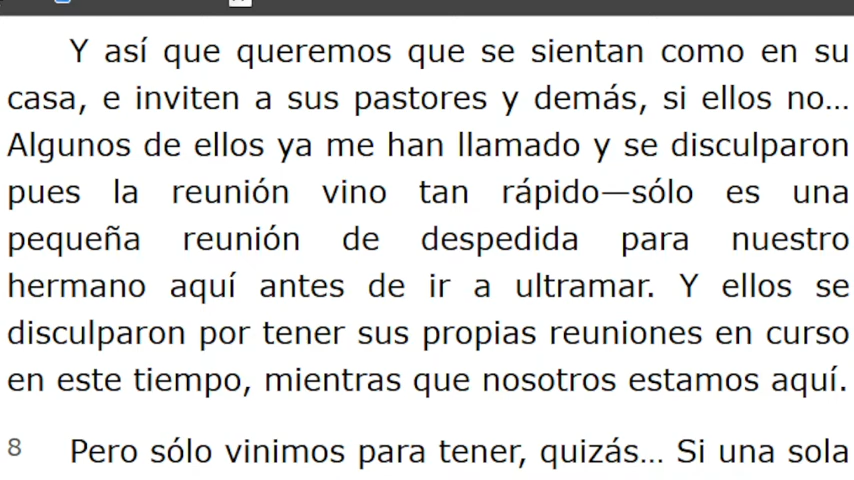 Y así que queremos que se sientan como en su
casa, e inviten a sus pastores y demás, si ellos no…
Algunos de ellos ya me han llamado y se disculparon
pues la reunión vino tan rápido—sólo es una
pequeña reunión de despedida para nuestro
hermano aquí antes de ir a ultramar. Y ellos se
disculparon por tener sus propias reuniones en curso
en este tiempo, mientras que nosotros estamos aquí.
8 Pero sólo vinimos para tener, quizás… Si una sola